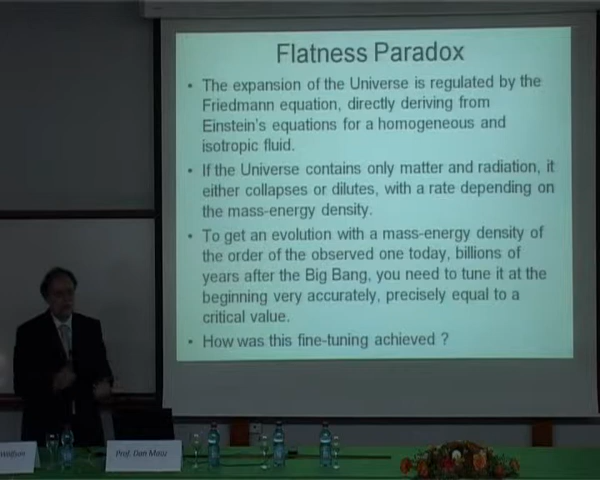 Flatness Paradox
• The expansion of the Universe is regulated by the
Friedmann equation, directly deriving from
Einstein's equations for a homogeneous and
isotropic fluid.
• If the Universe contains only matter and radiation, it
either collapses or dilutes, with a rate depending on
the mass-energy density.
• To get an evolution with a mass-energy density of
the order of the observed one today, billions of
years after the Big Bang, you need to tune it at the
beginning very accurately, precisely equal to a
critical value.
• How was this fine-tuning achieved ?
Prof. Dan